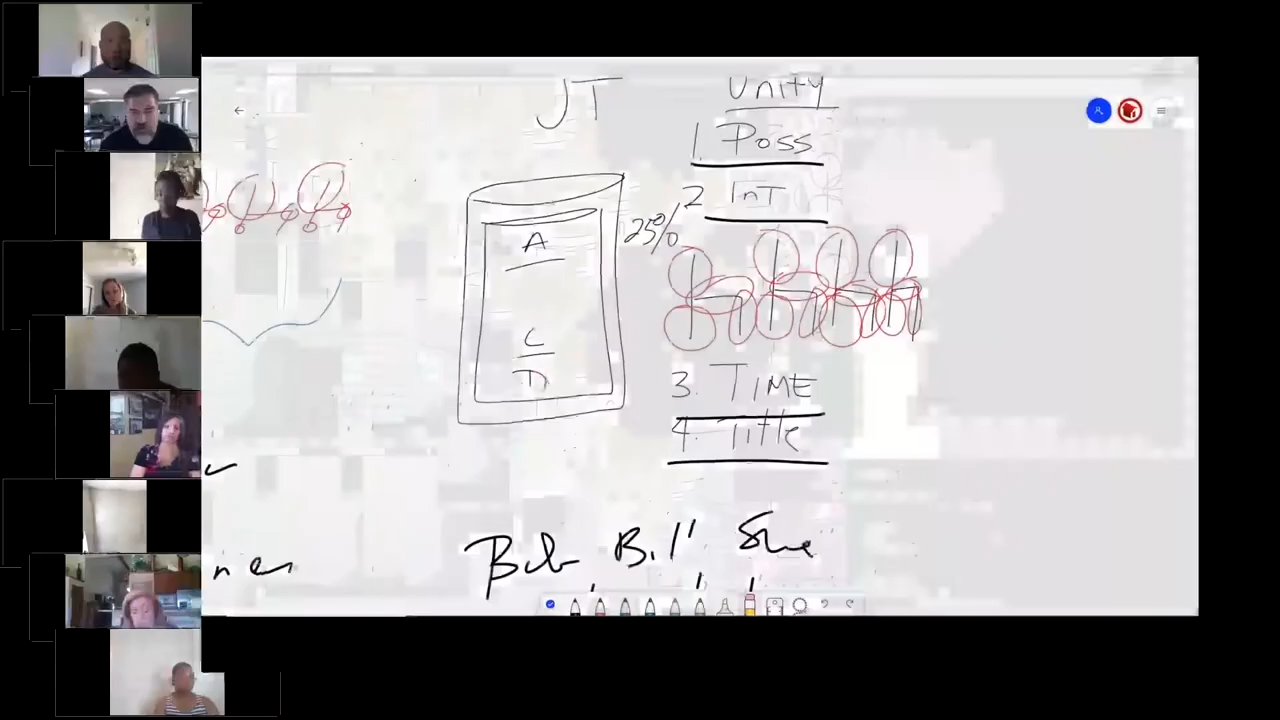 JT
Unity
1. Poss
2 InT
25%
A
C
D
3. TIME
4. Title
Bob, Bill, Sue